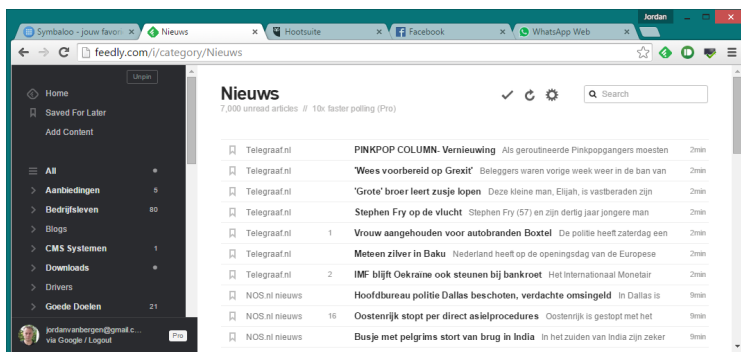 Jordan
Symbaloo - jouw favori
Nieuws
Hootsuite
Facebook
WhatsApp Web
feedly.com/i/category/Nieuws
Unpin
Home
Saved For Later
Add Content
All
Aanbiedingen 5
Bedrijfsleven 80
Blogs
CMS Systemen 1
Downloads
Drivers
Goede Doelen 21
jordanvanbergen@gmail.c...
via Google / Logout
Pro
Nieuws
7,000 unread articles // 10x faster polling (Pro)
Search
Telegraaf.nl PINKPOP COLUMN- Vernieuwing Als geroutineerde Pinkpopgangers moesten 2min
Telegraaf.nl 'Wees voorbereid op Grexit' Beleggers waren vorige week weer in de ban van 2min
Telegraaf.nl 'Grote' broer leert zusje lopen Deze kleine man, Elijah, is vastberaden zijn 2min
Telegraaf.nl Stephen Fry op de vlucht Stephen Fry (57) en zijn dertig jaar jongere man 2min
Telegraaf.nl 1 Vrouw aangehouden voor autobranden Boxtel De politie heeft zaterdag een 2min
Telegraaf.nl Meteen zilver in Baku Nederland heeft op de openingsdag van de Europese 2min
Telegraaf.nl 2 IMF blijft Oekraïne ook steunen bij bankroet Het Internationaal Monetair 2min
NOS.nl nieuws Hoofdbureau politie Dallas beschoten, verdachte omsingeld In Dallas is 9min
NOS.nl nieuws 16 Oostenrijk stopt per direct asielprocedures Oostenrijk is gestopt met het 9min
NOS.nl nieuws Busje met pelgrims stort van brug in India In het zuiden van India zijn zeker 9min